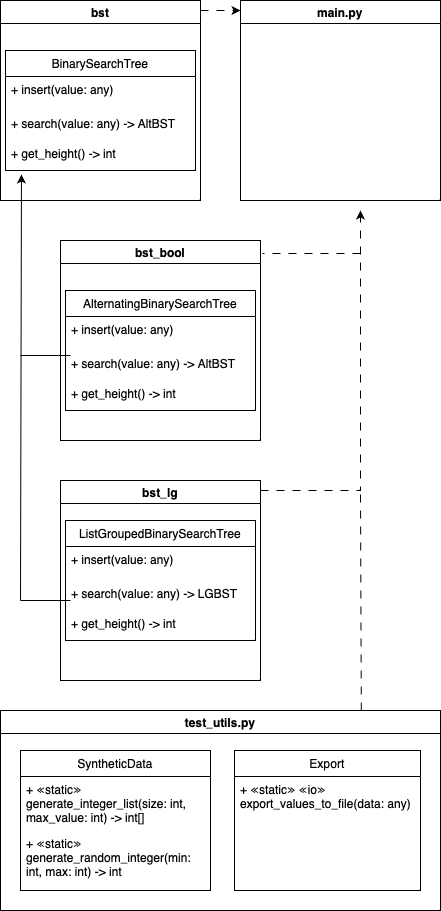 bst
main.py
BinarySearchTree
+ insert(value: any)
+ search(value: any) -> AltBST
+ get_height() -> int
bst_bool
AlternatingBinarySearchTree
+ insert(value: any)
+ search(value: any) -> AltBST
+ get_height() -> int
bst_lg
ListGroupedBinarySearchTree
+ insert(value: any)
+ search(value: any) -> LGBST
+ get_height() -> int
test_utils.py
SyntheticData
+ ≪static≫
generate_integer_list(size: int,
max_value: int) -> int[]
+ ≪static≫
generate_random_integer(min:
int, max: int) -> int
Export
+ ≪static≫ ≪io≫
export_values_to_file(data: any)